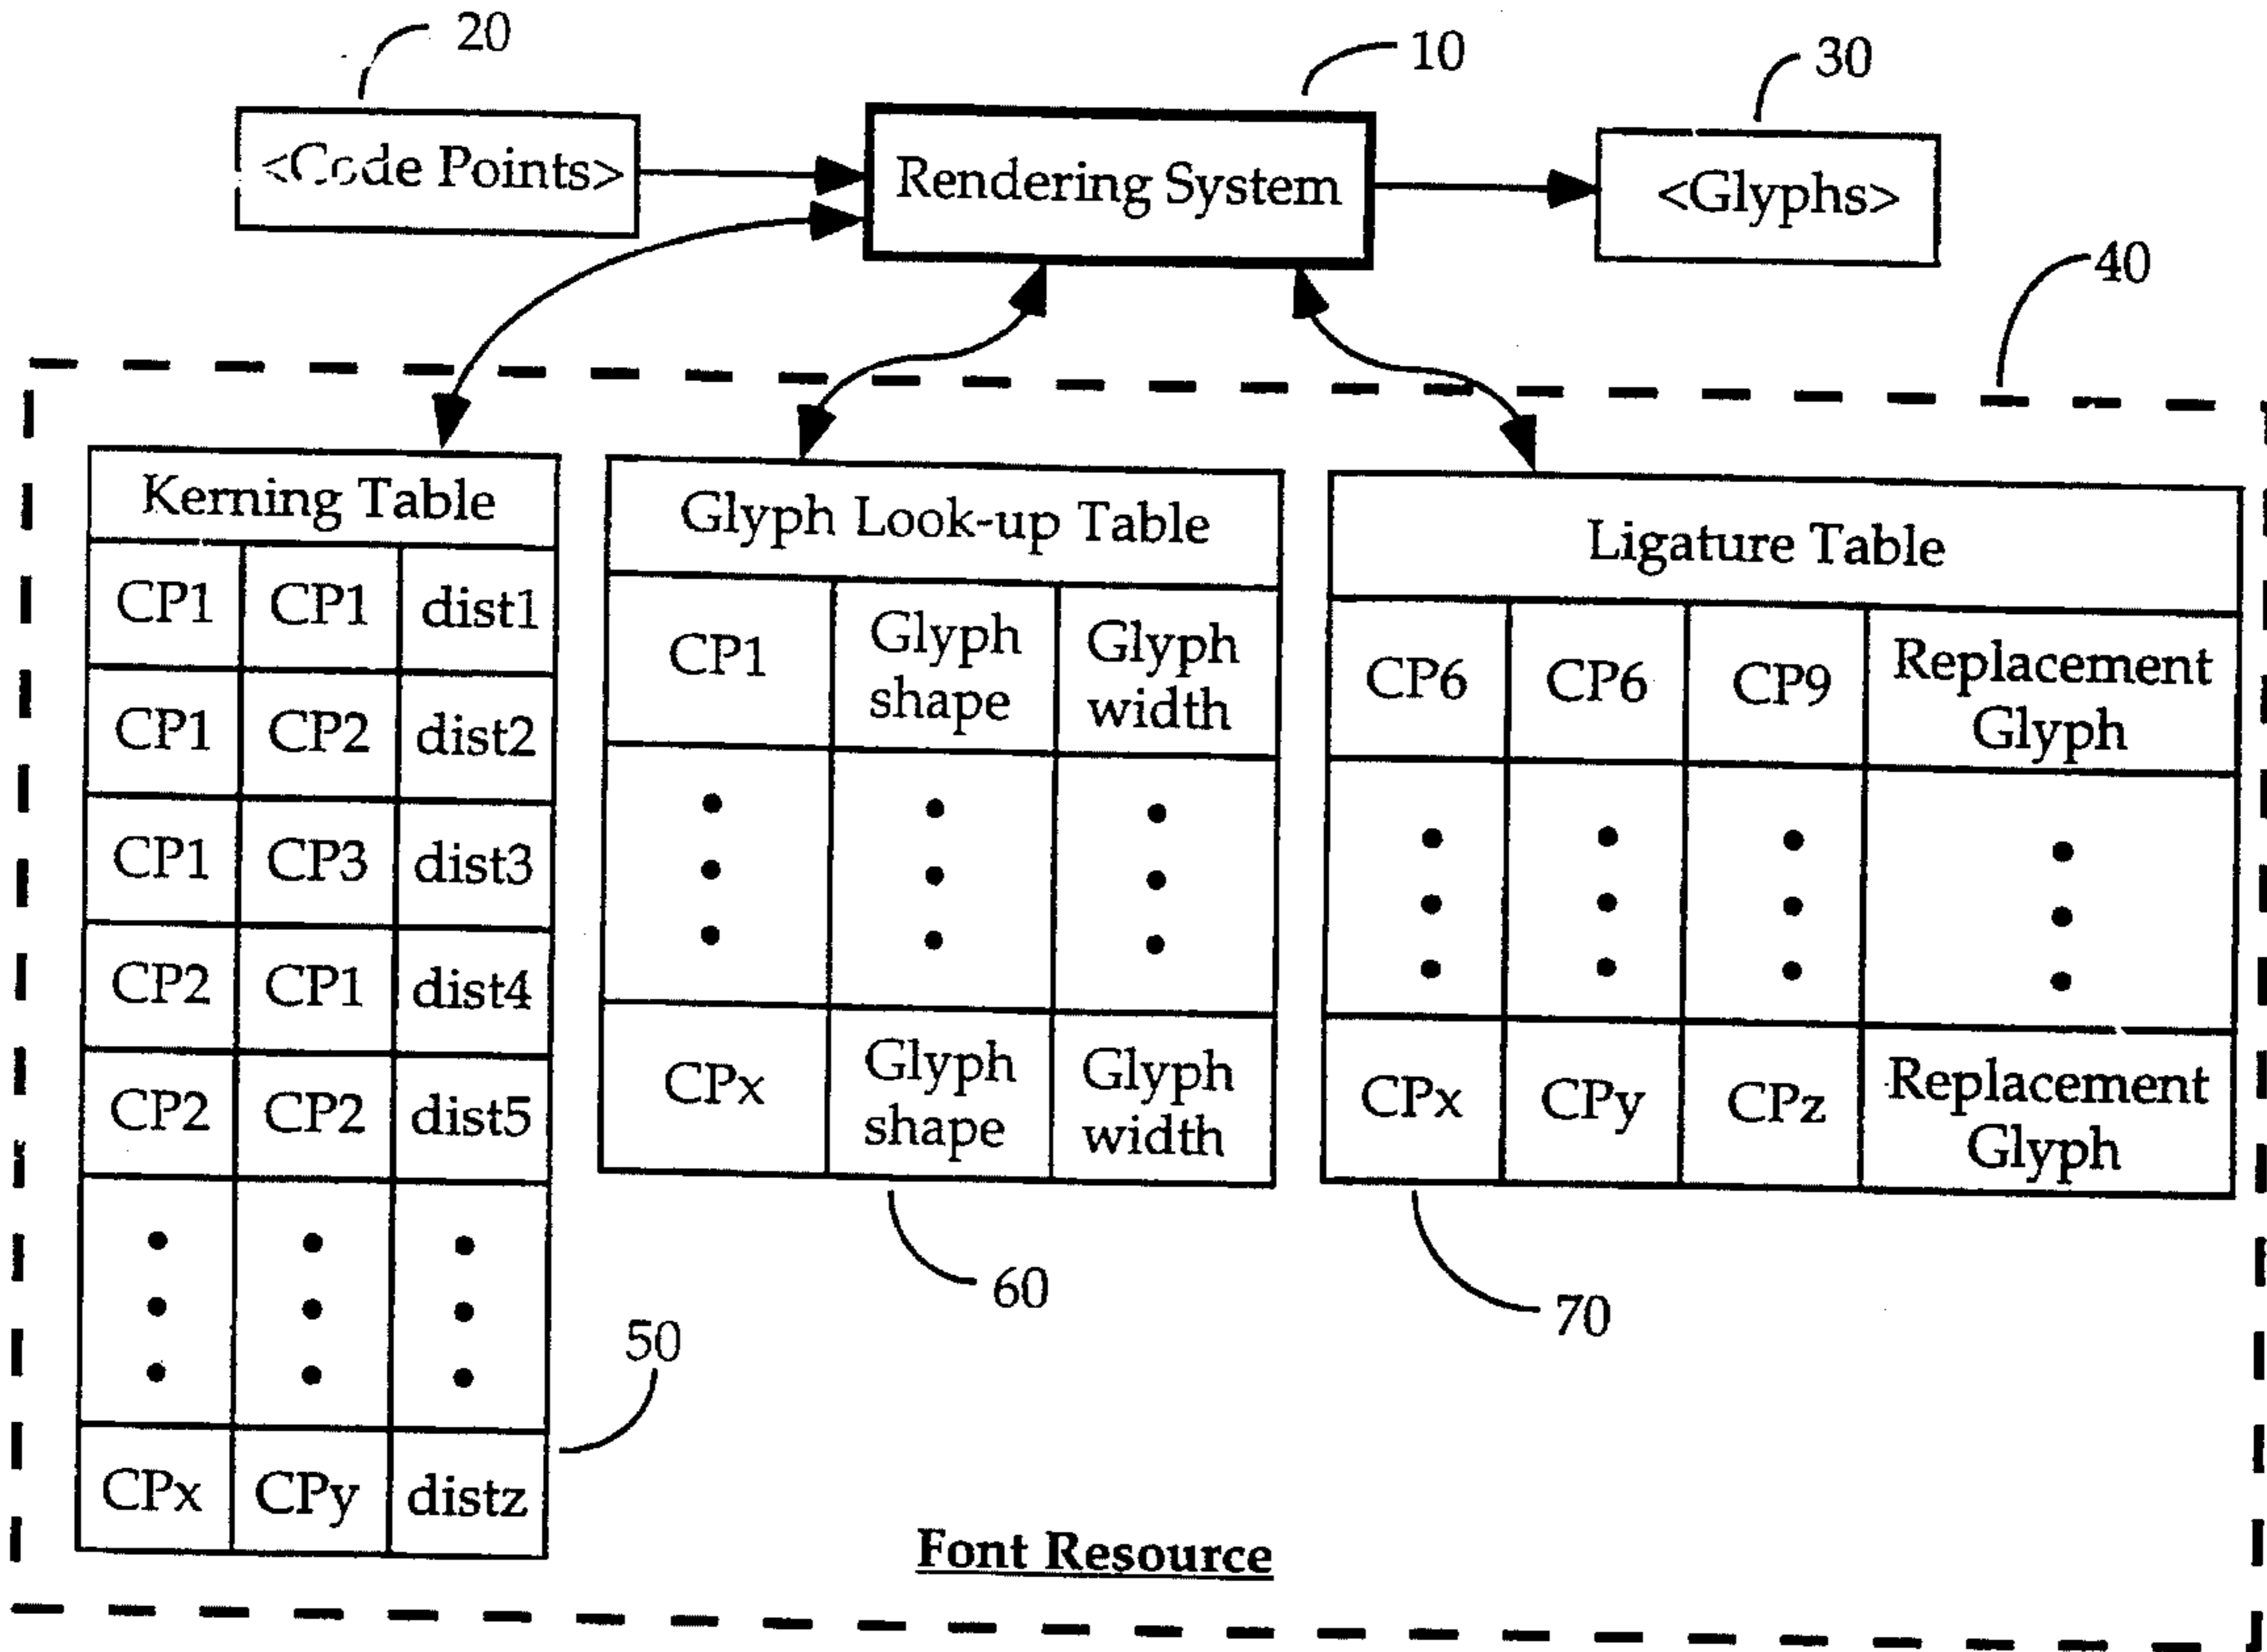 20
10
30
<Code Points>
Rendering System
<Glyphs>
40
Kerning Table
CP1 CP1 dist1
CP1 CP2 dist2
CP1 CP3 dist3
CP2 CP1 dist4
CP2 CP2 dist5
CPx CPy distz
50
Glyph Look-up Table
CP1 Glyph shape Glyph width
CPx Glyph shape Glyph width
60
Ligature Table
CP6 CP6 CP9 Replacement Glyph
CPx CPy CPz Replacement Glyph
70
Font Resource